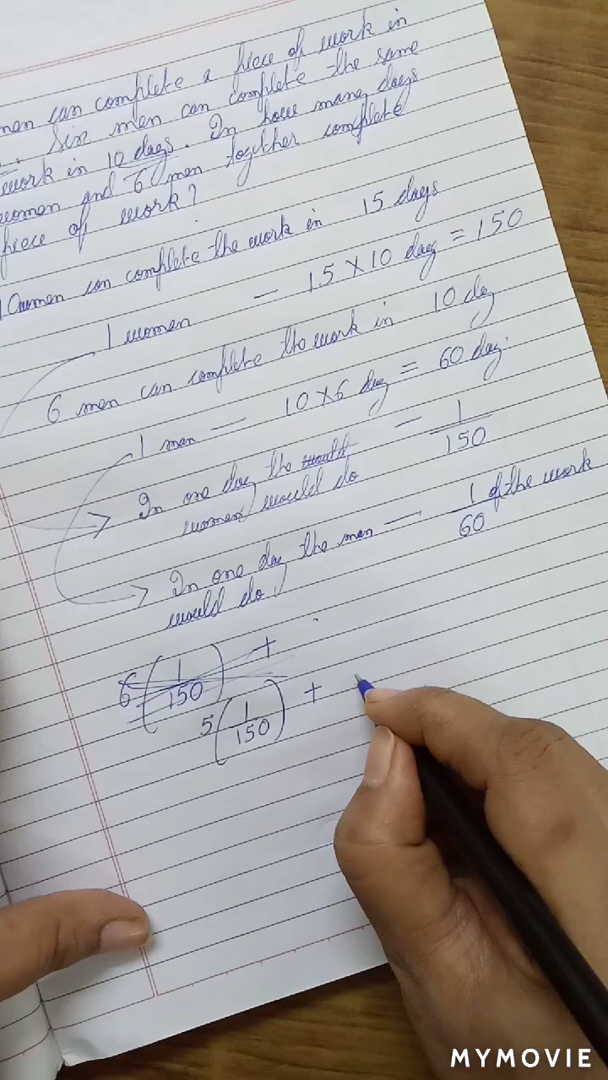 men can complete a piece of work in
Six men can complete the same
work in 10 days. In how many days
women and 6 men together complete
piece of work?
women can complete the work in 15 days
1 women — 15 × 10 day = 150
6 men can complete the work in 10 day
1 men — 10 × 6 day = 60 day.
In one day the would — 1/150
women would do
In one day the men — 1/60 of the work
would do
6(1/150) +
5(1/150) +
MYMOVIE